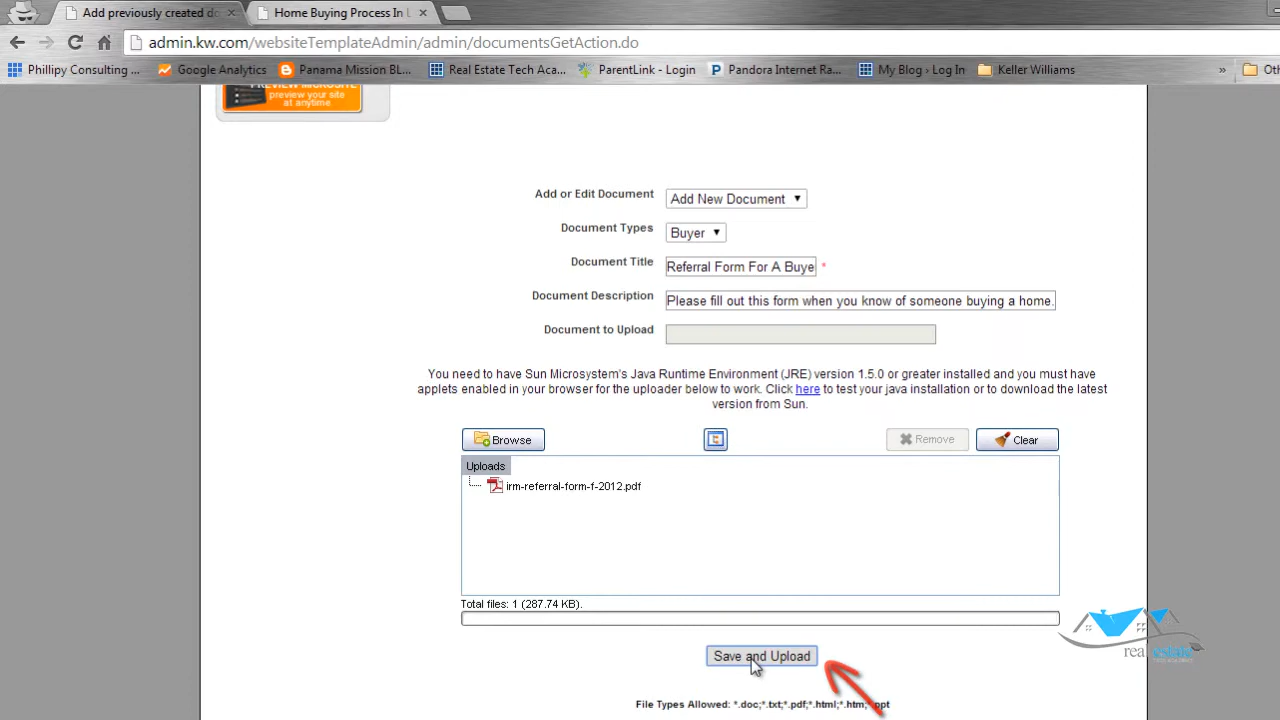 Add previously created do
Home Buying Process In L
admin.kw.com/websiteTemplateAdmin/admin/documentsGetAction.do
Phillipy Consulting ... Google Analytics Panama Mission BL... Real Estate Tech Aca... ParentLink - Login Pandora Internet Ra... My Blog › Log In Keller Williams » Otl
PREVIEW MICROSITE
preview your site
at anytime
Add or Edit Document Add New Document
Document Types Buyer
Document Title Referral Form For A Buye *
Document Description Please fill out this form when you know of someone buying a home.
Document to Upload
You need to have Sun Microsystem's Java Runtime Environment (JRE) version 1.5.0 or greater installed and you must have
applets enabled in your browser for the uploader below to work. Click here to test your java installation or to download the latest
version from Sun.
Browse Remove Clear
Uploads
irm-referral-form-f-2012.pdf
Total files: 1 (287.74 KB).
real estate
Save and Upload
File Types Allowed: *.doc;*.txt;*.pdf;*.html;*.htm;*.ppt